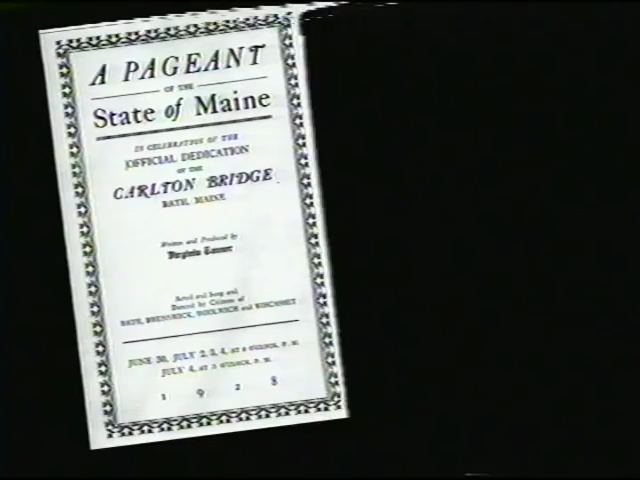 A PAGEANT
OF THE
State of Maine
IN CELEBRATION OF THE
OFFICIAL DEDICATION
OF THE
CARLTON BRIDGE
BATH, MAINE
Written and Produced by
Virginia Tanner
Acted and Sung and
Danced by Citizens of
BATH, BRUNSWICK, WOOLWICH and WISCASSET
JUNE 30, JULY 2, 3, 4, AT 8 O'CLOCK, P. M.
JULY 4, AT 3 O'CLOCK, P. M.
1 9 2 8